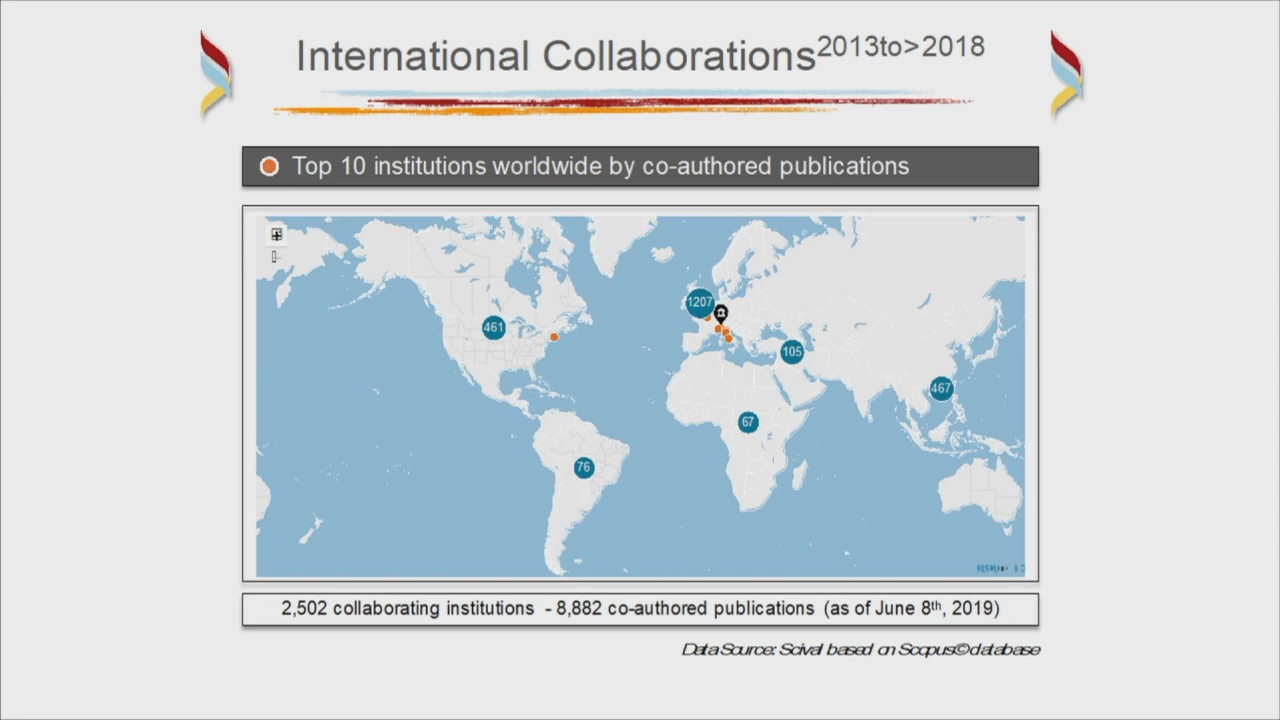 International Collaborations 2013to>2018
Top 10 institutions worldwide by co-authored publications
1207
461
105
467
67
76
2,502 collaborating institutions - 8,882 co-authored publications (as of June 8th, 2019)
Data Source: Scival based on Scopus© database